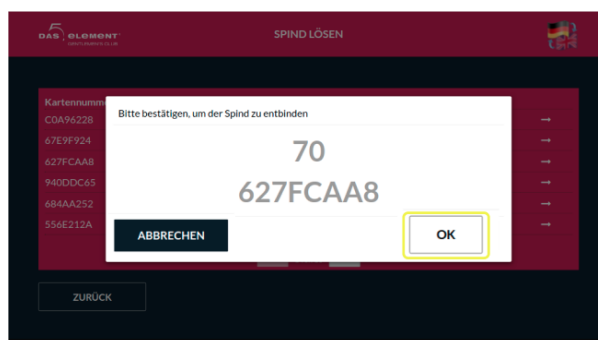 DAS 5 ELEMENT
SPIND LÖSEN
Kartennumm
C0A96228
67E9F924
627FCAA8
940DDC65
684AA252
556E212A
Bitte bestätigen, um der Spind zu entbinden
70
627FCAA8
ABBRECHEN
OK
ZURÜCK